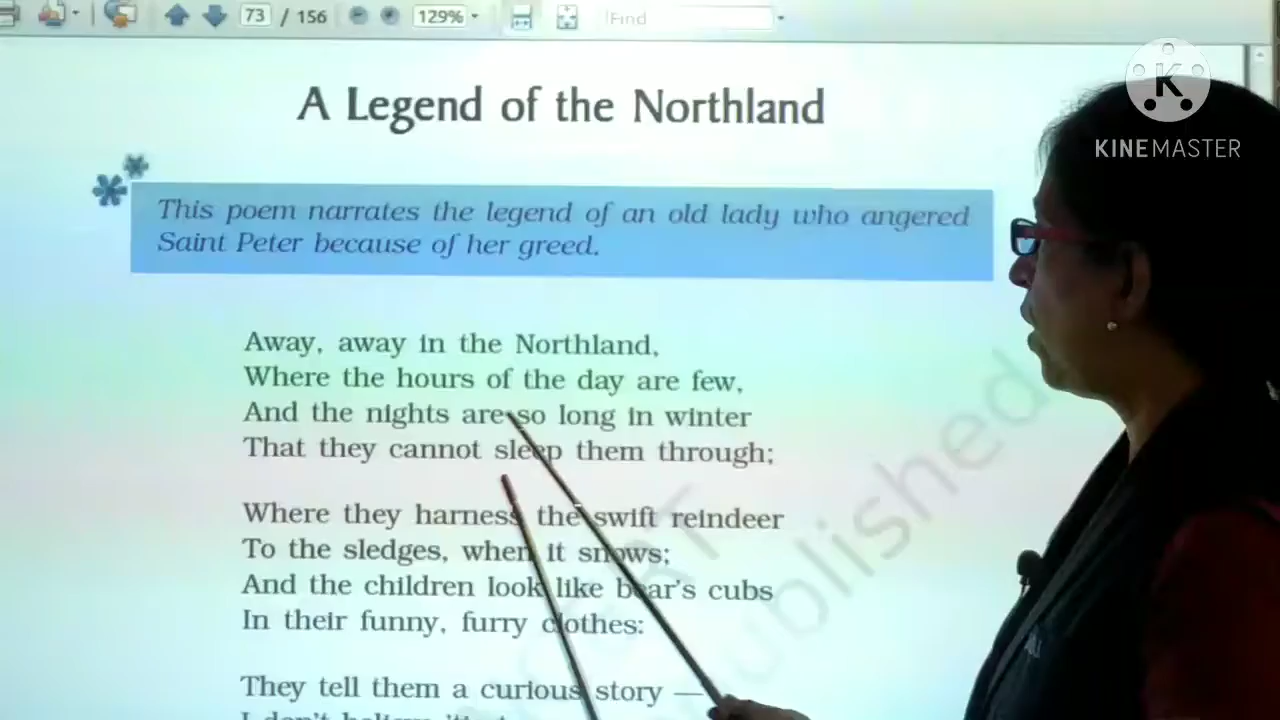 73 / 156
129%
Find
K
KINEMASTER
A Legend of the Northland
This poem narrates the legend of an old lady who angered
Saint Peter because of her greed.
Away, away in the Northland,
Where the hours of the day are few,
And the nights are so long in winter
That they cannot sleep them through;
Where they harness the swift reindeer
To the sledges, when it snows;
And the children look like bear's cubs
In their funny, furry clothes:
They tell them a curious story —
I don't believe
ublished